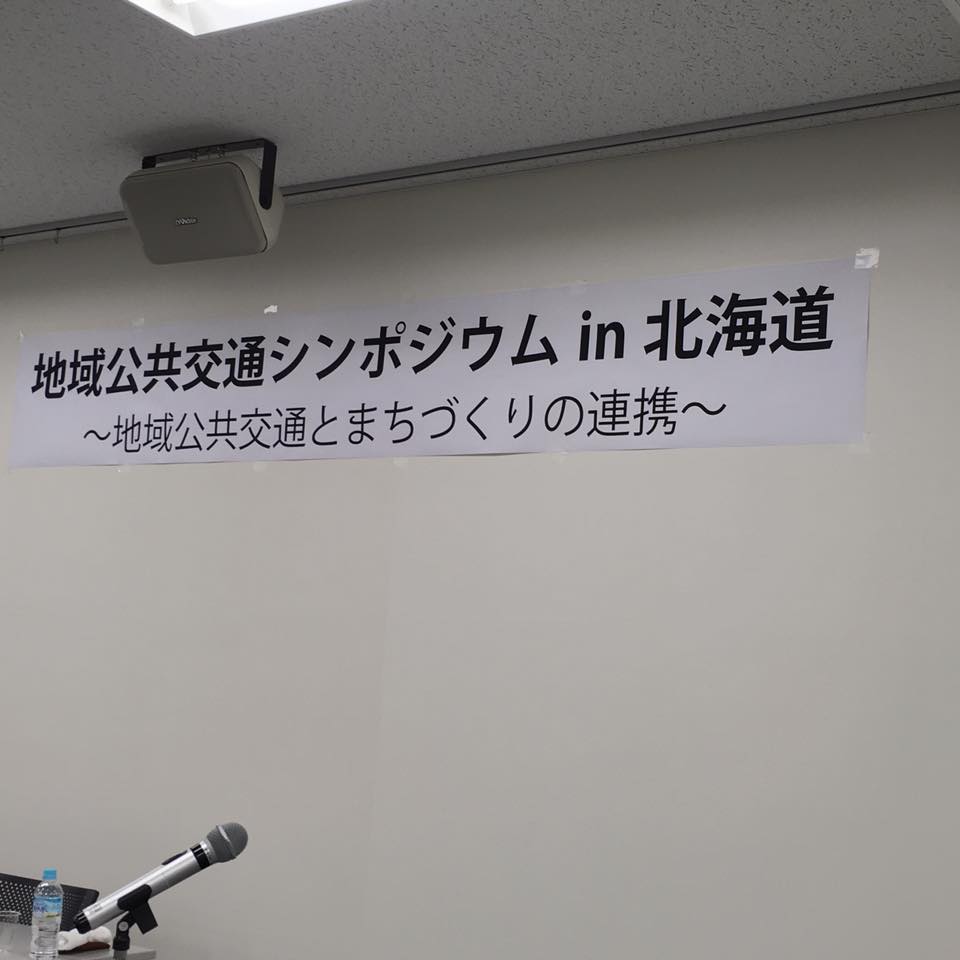 地域公共交通シンポジウム in 北海道
～地域公共交通とまちづくりの連携～